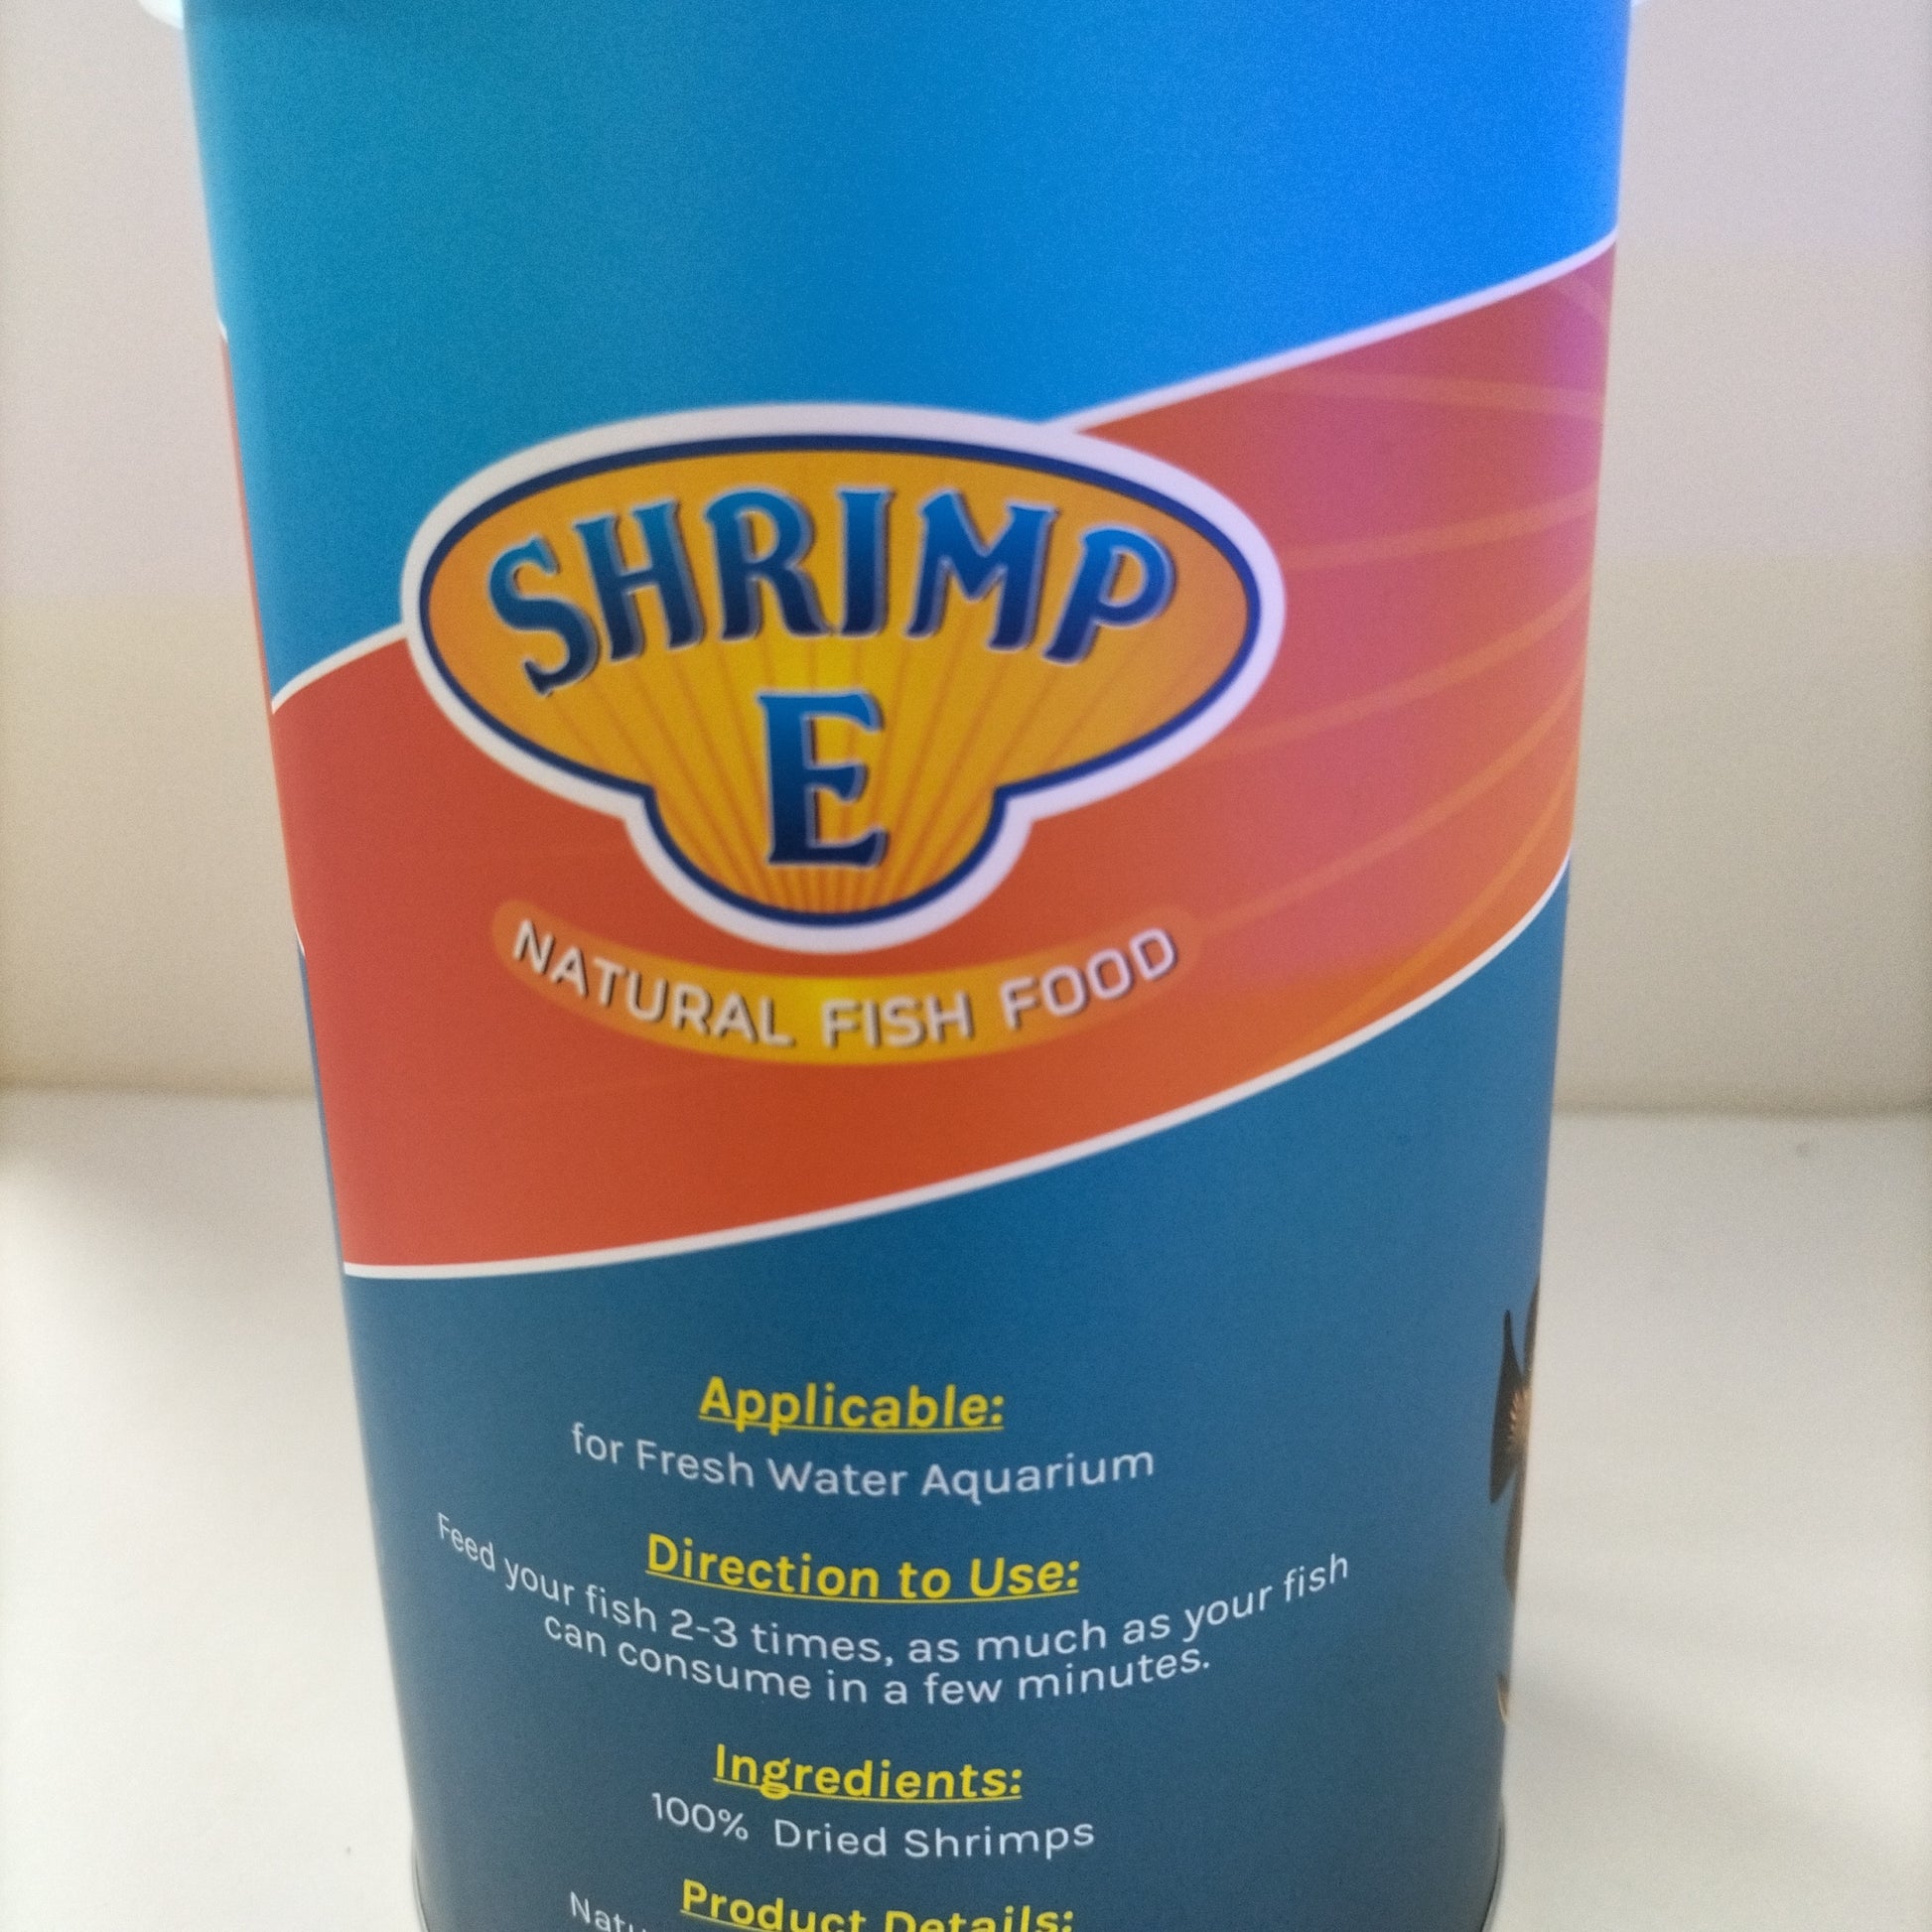 SHRIMP
E
NATURAL FISH FOOD
Applicable:
for Fresh Water Aquarium
Direction to Use:
Feed your fish 2-3 times, as much as your fish
can consume in a few minutes.
Ingredients:
100% Dried Shrimps
Product Details: